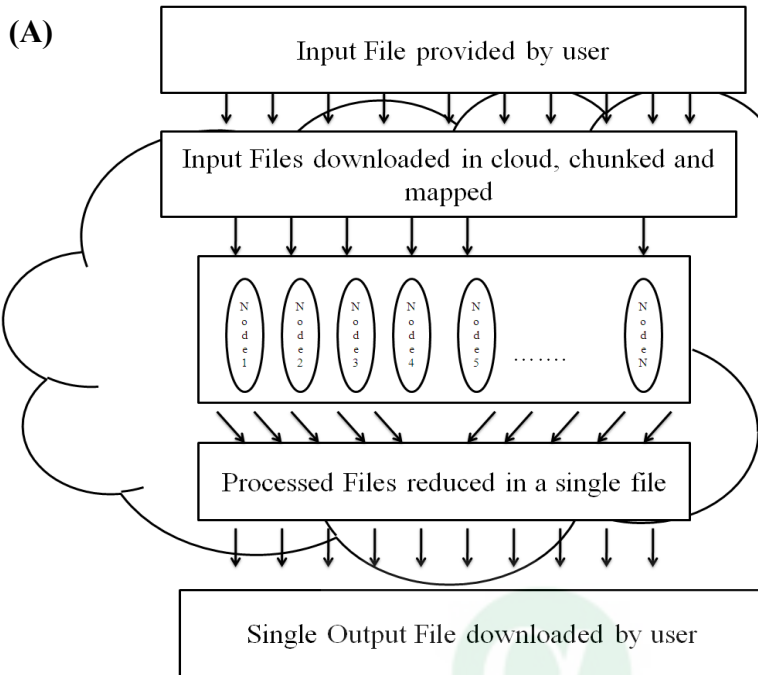 (A)
Input File provided by user
Input Files downloaded in cloud, chunked and
mapped
Node1 Node2 Node3 Node4 Node5 ....... NodeN
Processed Files reduced in a single file
Single Output File downloaded by user